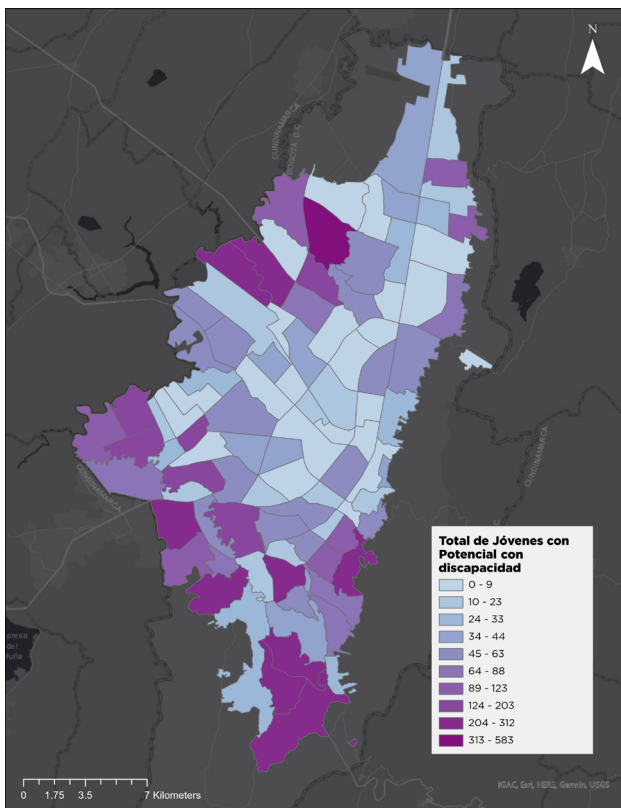 N
CUNDINAMARCA
BOGOTÁ, D.C.
CUNDINAMARCA
CUNDINAMARCA
presa
del
Total de Jóvenes con
Potencial con
discapacidad
0 - 9
10 - 23
24 - 33
34 - 44
45 - 63
64 - 88
89 - 123
124 - 203
204 - 312
313 - 583
0 1.75 3.5 7 Kilometers
IGAC, Esri, HERE, Garmin, USGS